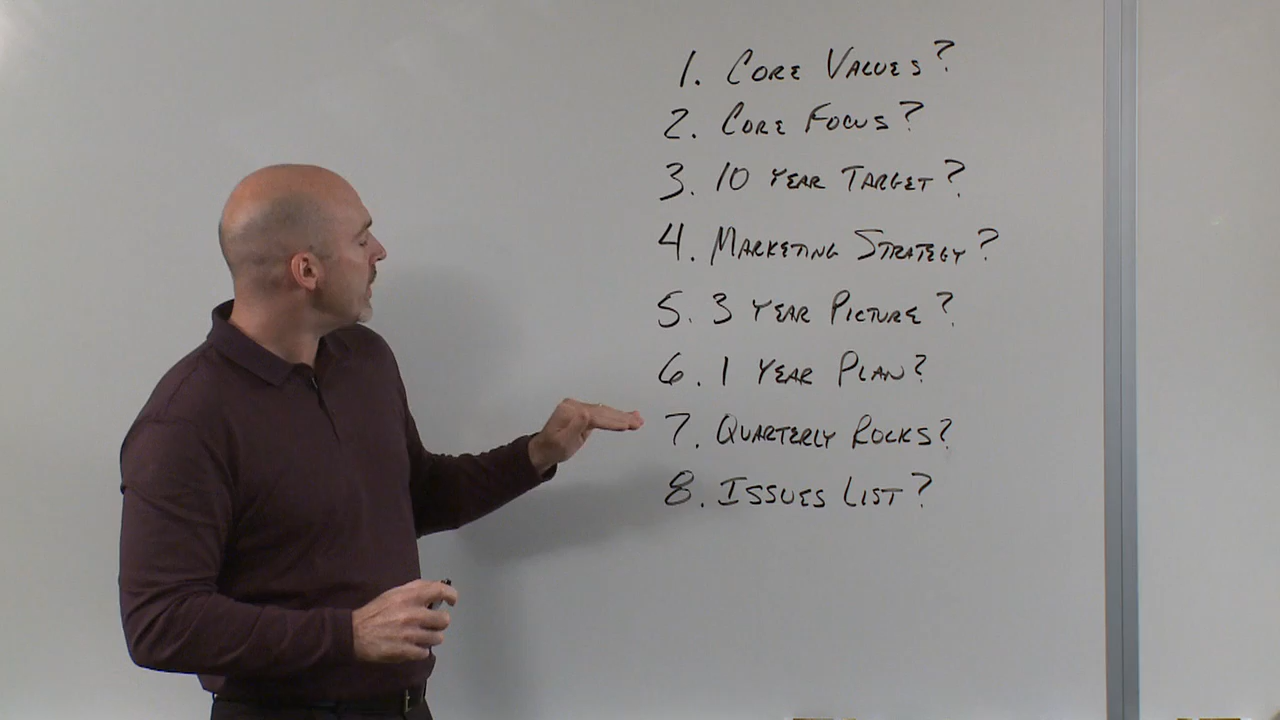 1. Core Values?
2. Core Focus?
3. 10 Year Target?
4. Marketing Strategy?
5. 3 Year Picture?
6. 1 Year Plan?
7. Quarterly Rocks?
8. Issues List?